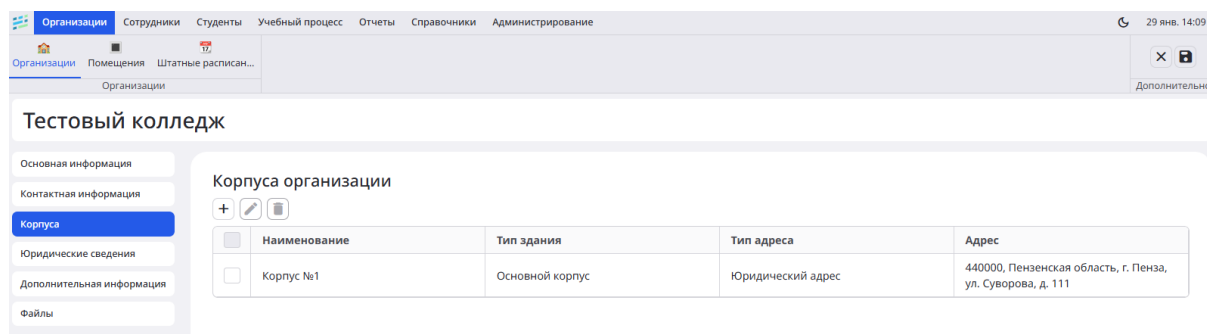 Организации Сотрудники Студенты Учебный процесс Отчеты Справочники Администрирование 29 янв. 14:09
Организации Помещения Штатные расписан...
Организации Дополнительно
Тестовый колледж
Основная информация
Контактная информация
Корпуса
Юридические сведения
Дополнительная информация
Файлы
Корпуса организации
Наименование Тип здания Тип адреса Адрес
Корпус №1 Основной корпус Юридический адрес 440000, Пензенская область, г. Пенза,
ул. Суворова, д. 111